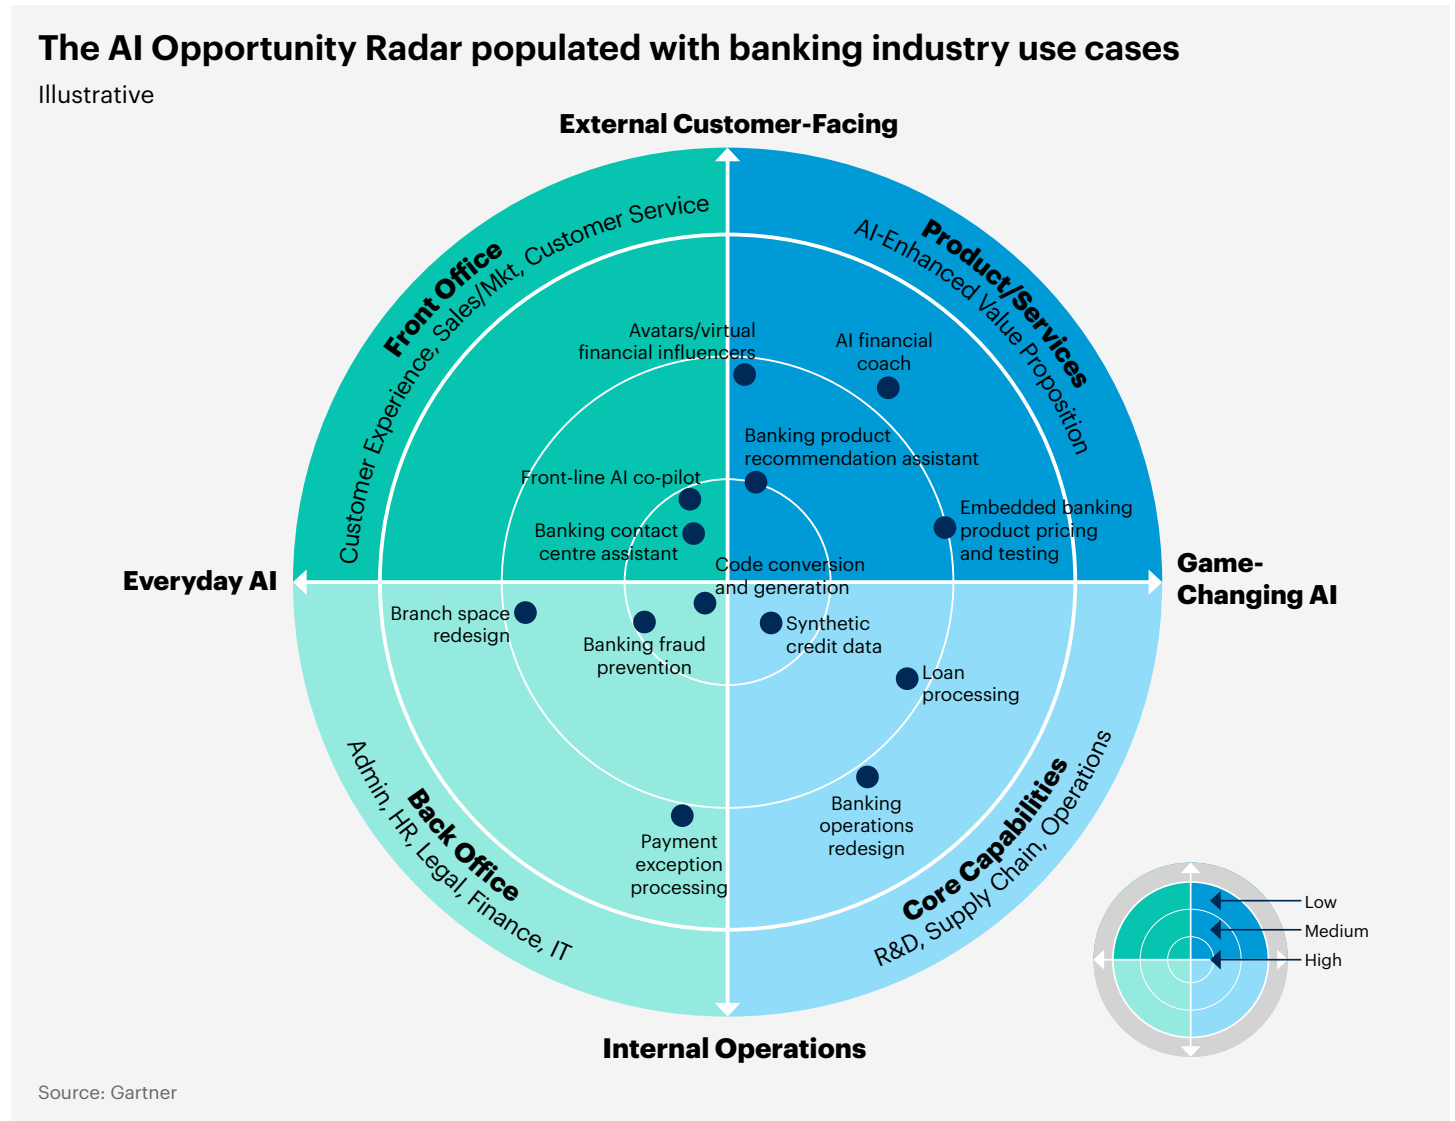 The AI Opportunity Radar populated with banking industry use cases
Illustrative
External Customer-Facing
Front Office
Customer Experience, Sales/Mkt, Customer Service
Product/Services
AI-Enhanced Value Proposition
Avatars/virtual
financial influencers
AI financial
coach
Banking product
recommendation assistant
Front-line AI co-pilot
Banking contact
centre assistant
Embedded banking
product pricing
and testing
Everyday AI
Game-
Changing AI
Code conversion
and generation
Branch space
redesign
Banking fraud
prevention
Synthetic
credit data
Loan
processing
Banking
operations
redesign
Payment
exception
processing
Back Office
Admin, HR, Legal, Finance, IT
Core Capabilities
R&D, Supply Chain, Operations
Low
Medium
High
Internal Operations
Source: Gartner